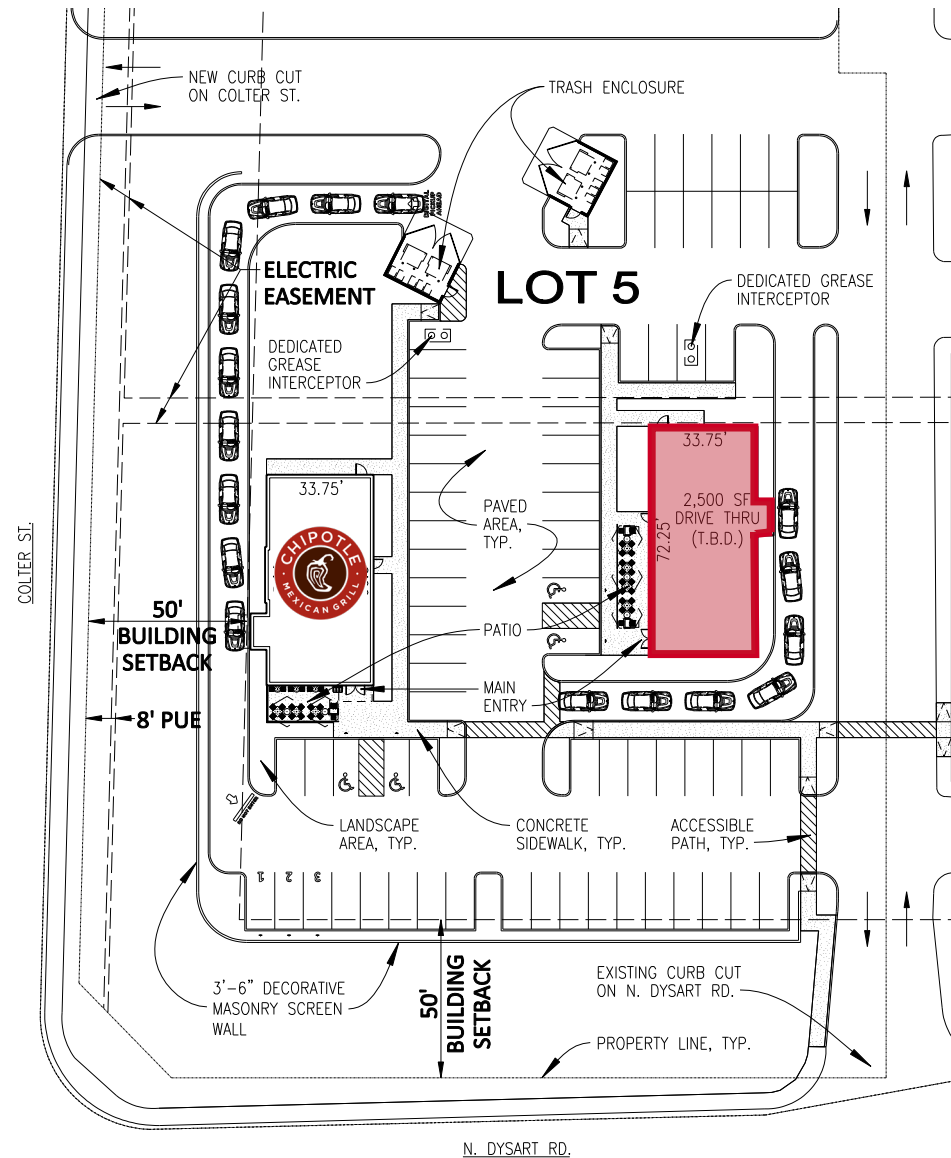 NEW CURB CUT
ON COLTER ST.
TRASH ENCLOSURE
ELECTRIC
EASEMENT
LOT 5
DEDICATED GREASE
INTERCEPTOR
DEDICATED
GREASE
INTERCEPTOR
33.75'
33.75'
2,500 SF
DRIVE THRU
(T.B.D.)
72.25'
PAVED
AREA,
TYP.
CHIPOTLE
MEXICAN GRILL
COLTER ST.
50'
BUILDING
SETBACK
PATIO
MAIN
ENTRY
8' PUE
LANDSCAPE
AREA, TYP.
CONCRETE
SIDEWALK, TYP.
ACCESSIBLE
PATH, TYP.
1 2 3
3'-6" DECORATIVE
MASONRY SCREEN
WALL
50'
BUILDING
SETBACK
EXISTING CURB CUT
ON N. DYSART RD.
PROPERTY LINE, TYP.
N. DYSART RD.